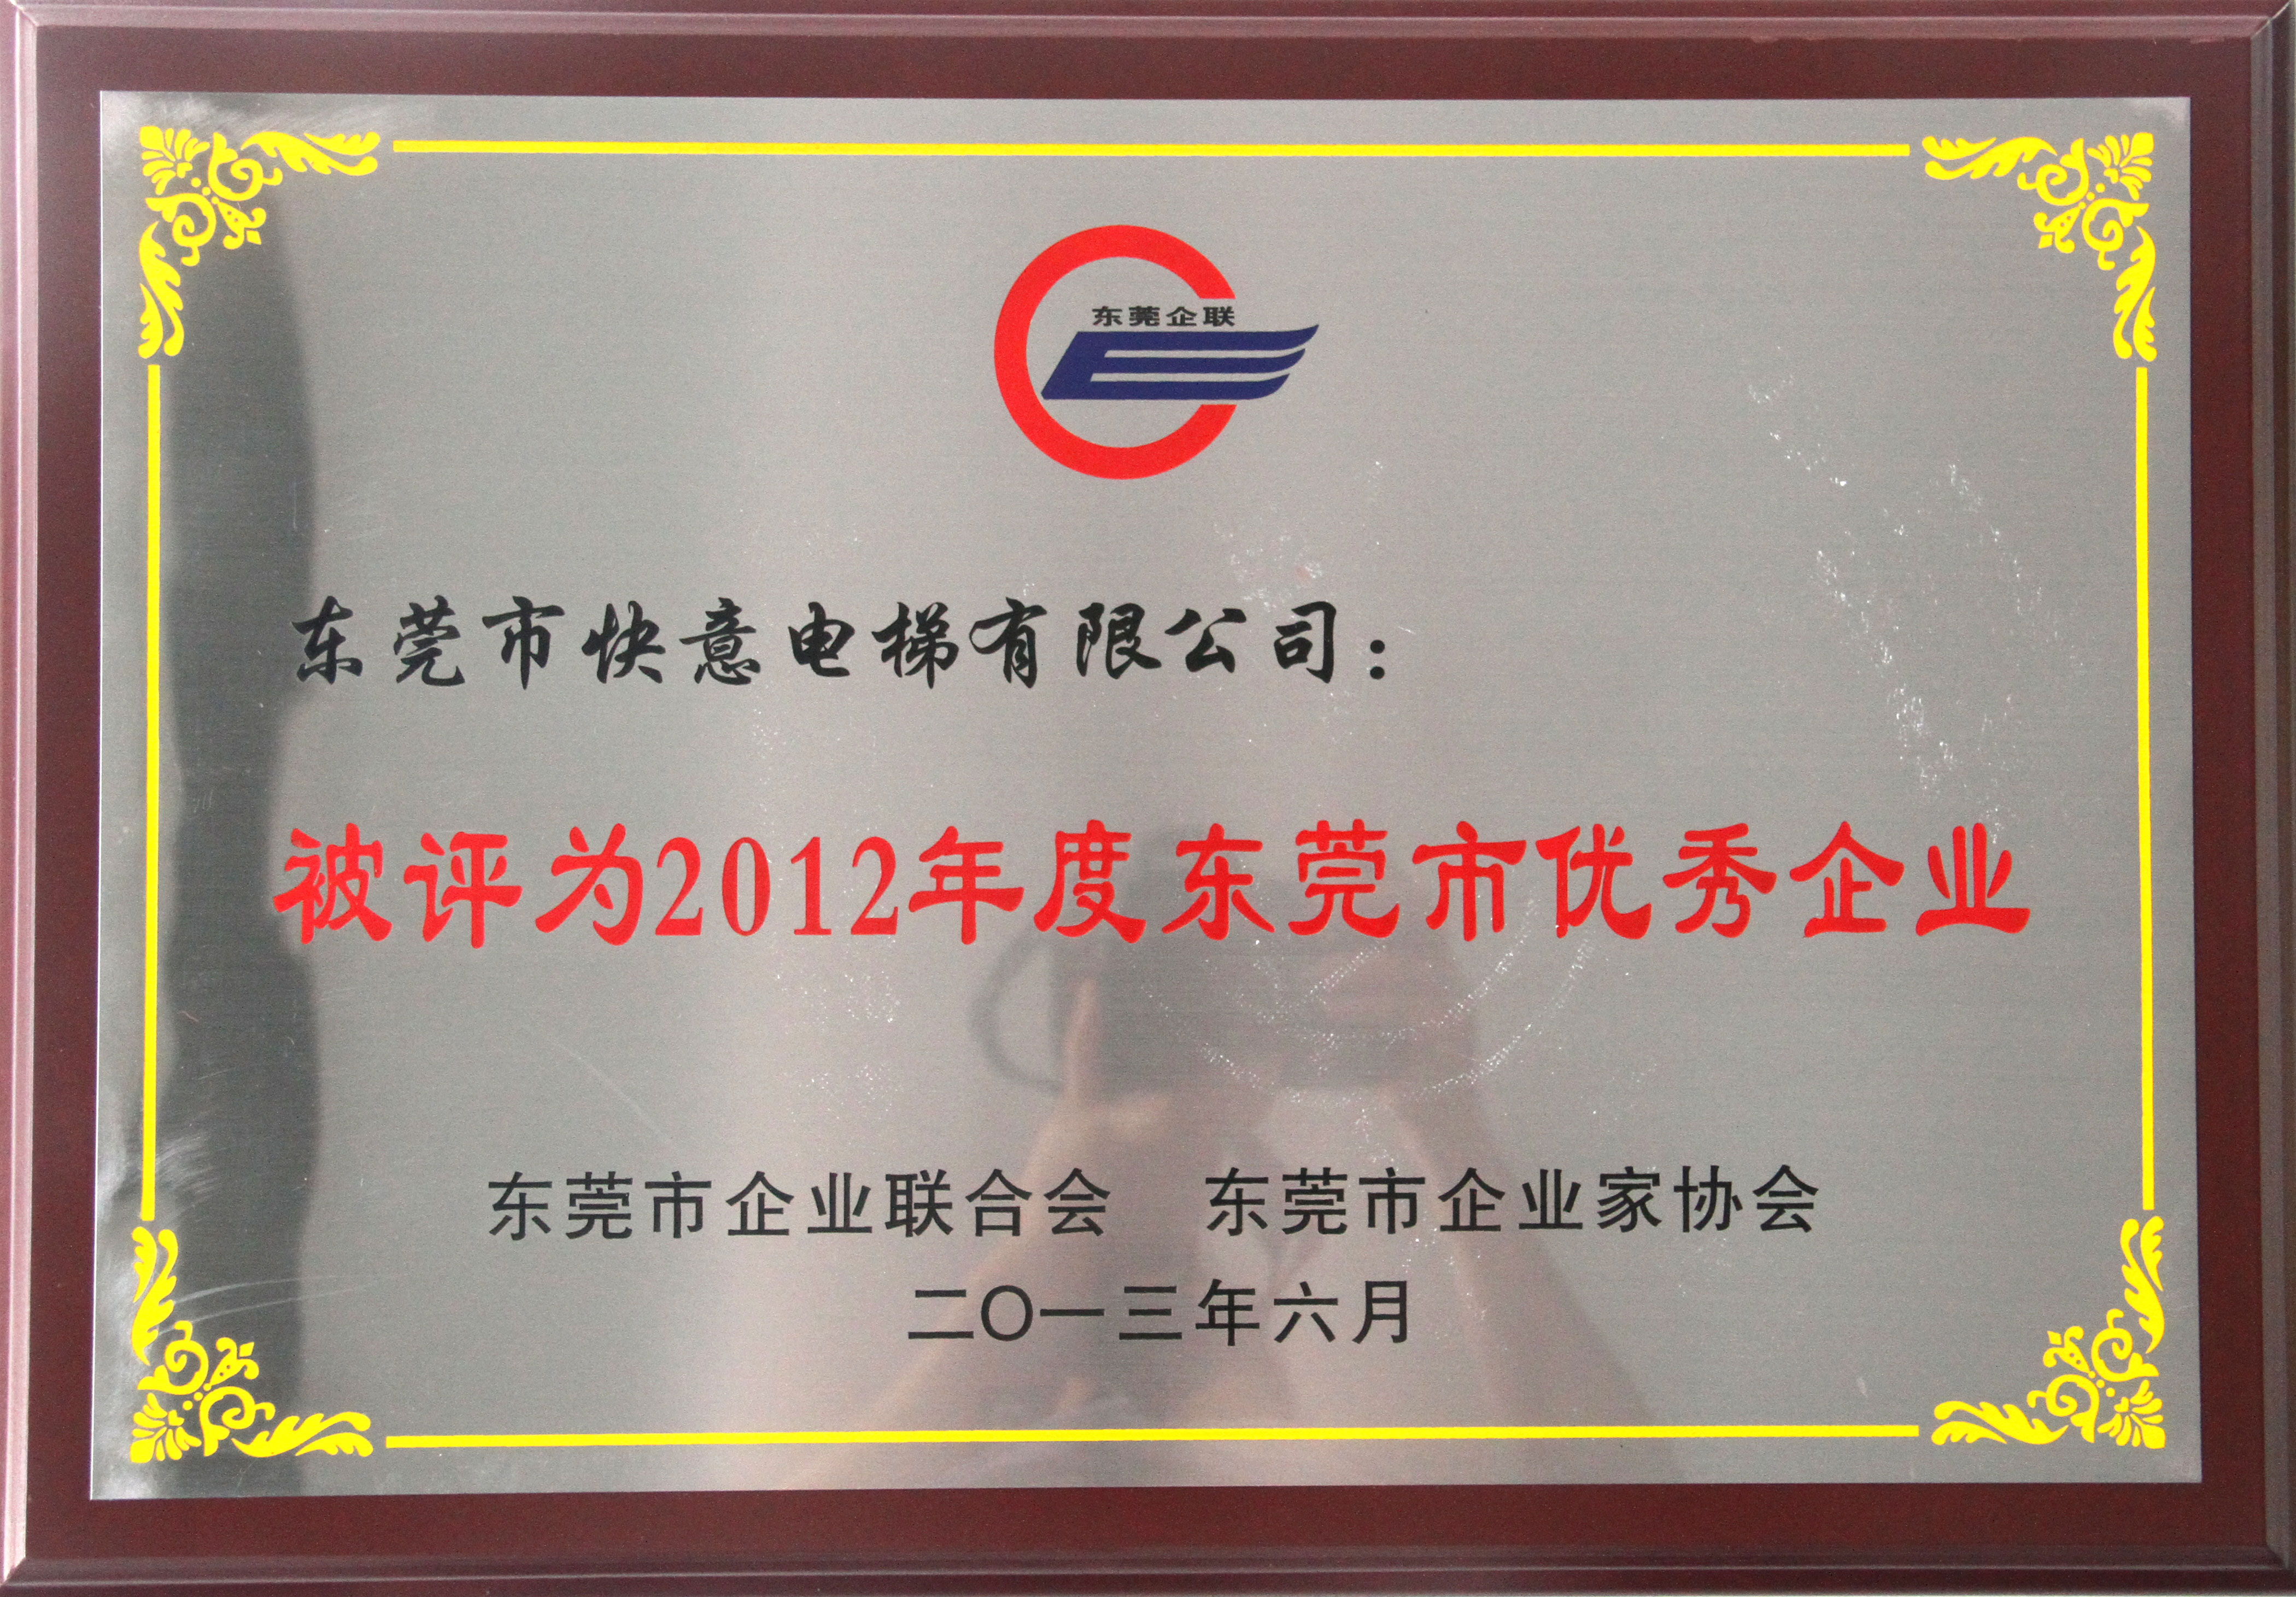 东莞企联
东莞市快意电梯有限公司：
被评为2012年度东莞市优秀企业
东莞市企业联合会 东莞市企业家协会
二〇一三年六月